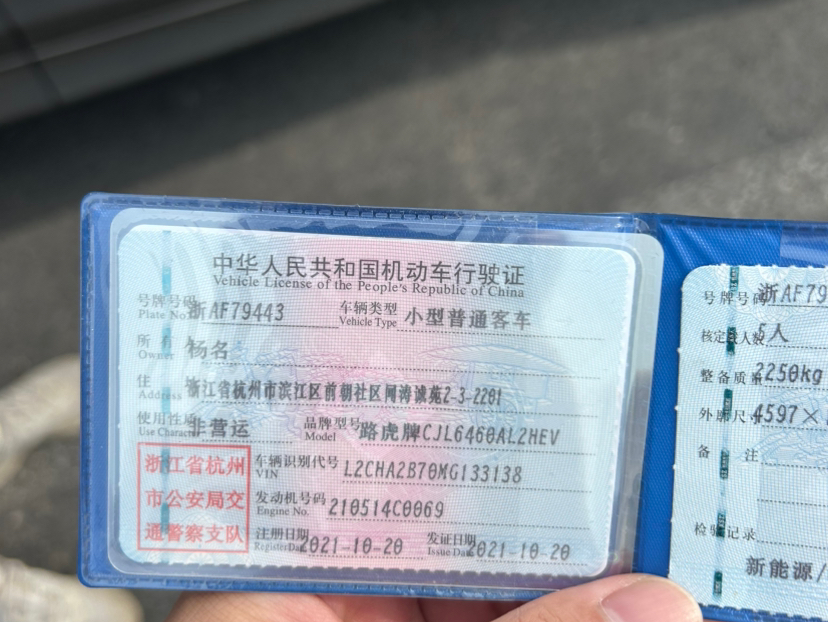 中华人民共和国机动车行驶证
Vehicle License of the People's Republic of China
号牌号码 浙AF79443 车辆类型 小型普通客车
Plate No. Vehicle Type
所有人 杨名
Owner
住址 浙江省杭州市滨江区前朝社区闻涛诚苑2-3-2201
Address
使用性质 非营运 品牌型号 路虎牌CJL6460AL2HEV
Use Character Model
浙江省杭州
市公安局交
通警察支队
车辆识别代号 L2CHA2B70MG133138
VIN
发动机号码 210514C0069
Engine No.
注册日期 2021-10-20 发证日期 2021-10-20
Register Date Issue Date
号牌号码 浙AF79
核定载人数 5人
整备质量 2250kg
外廓尺寸 4597×
备注
检验记录
新能源/